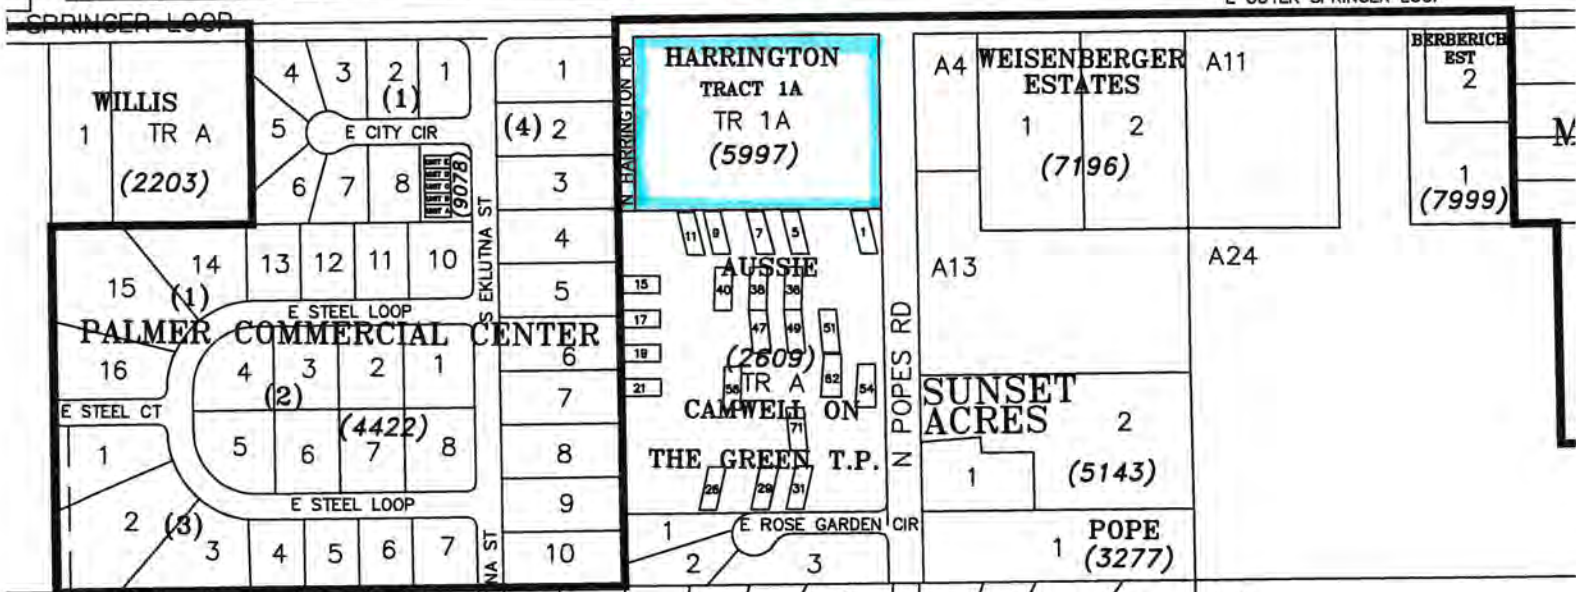 SPRINGER LOOP
WILLIS
1
TR A
(2203)
4
3
2
1
(1)
5
E CITY CIR
6
7
8
(9078)
S EKLUTNA ST
(4)
1
2
3
4
5
6
7
8
9
10
15
14
13
12
11
10
(1)
E STEEL LOOP
PALMER COMMERCIAL CENTER
16
4
3
2
1
(2)
E STEEL CT
(4422)
5
6
7
8
1
E STEEL LOOP
2
(3)
3
4
5
6
7
NA ST
N HARRINGTON RD
HARRINGTON
TRACT 1A
TR 1A
(5997)
11
9
7
5
1
AUSSIE
15
40
38
36
17
47
49
51
19
(2609)
21
TR A
52
54
CAMWELL ON
71
THE GREEN T.P.
29
31
1
E ROSE GARDEN CIR
2
3
N POPES RD
A4
WEISENBERGER
ESTATES
1
2
(7196)
A11
BERBERICH
EST
2
1
(7999)
A13
A24
SUNSET
ACRES
2
1
(5143)
POPE
1
(3277)
M